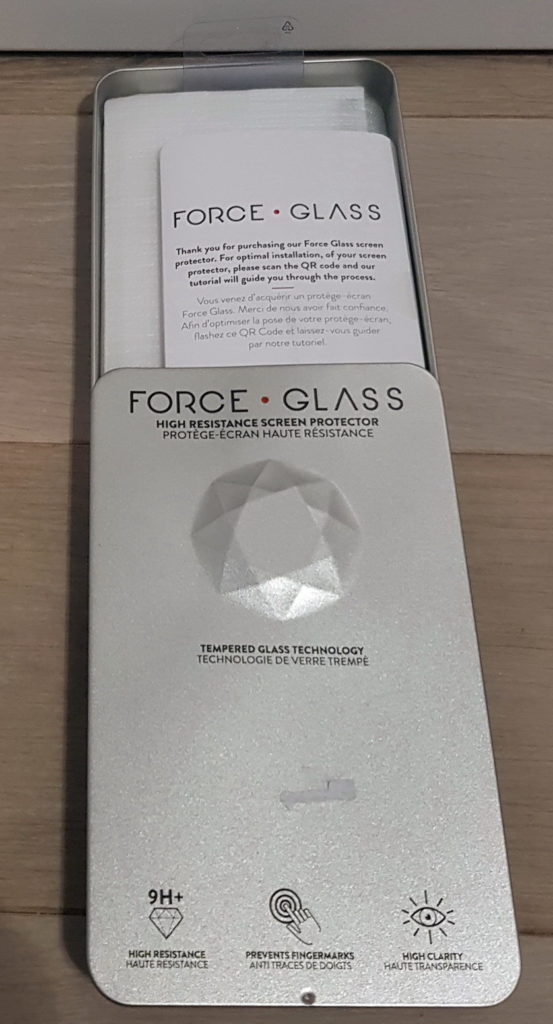 FORCE • GLASS
Thank you for purchasing our Force Glass screen
protector. For optimal installation, of your screen
protector, please scan the QR code and our
tutorial will guide you through the process.
Vous venez d'acquérir un protège-écran
Force Glass. Merci de nous avoir fait confiance.
Afin d'optimiser la pose de votre protège-écran,
flashez ce QR Code et laissez-vous guider
par notre tutoriel.
FORCE • GLASS
HIGH RESISTANCE SCREEN PROTECTOR
PROTÈGE-ÉCRAN HAUTE RÉSISTANCE
TEMPERED GLASS TECHNOLOGY
TECHNOLOGIE DE VERRE TREMPÉ
9H+
HIGH RESISTANCE
HAUTE RÉSISTANCE
PREVENTS FINGERMARKS
ANTI TRACES DE DOIGTS
HIGH CLARITY
HAUTE TRANSPARENCE